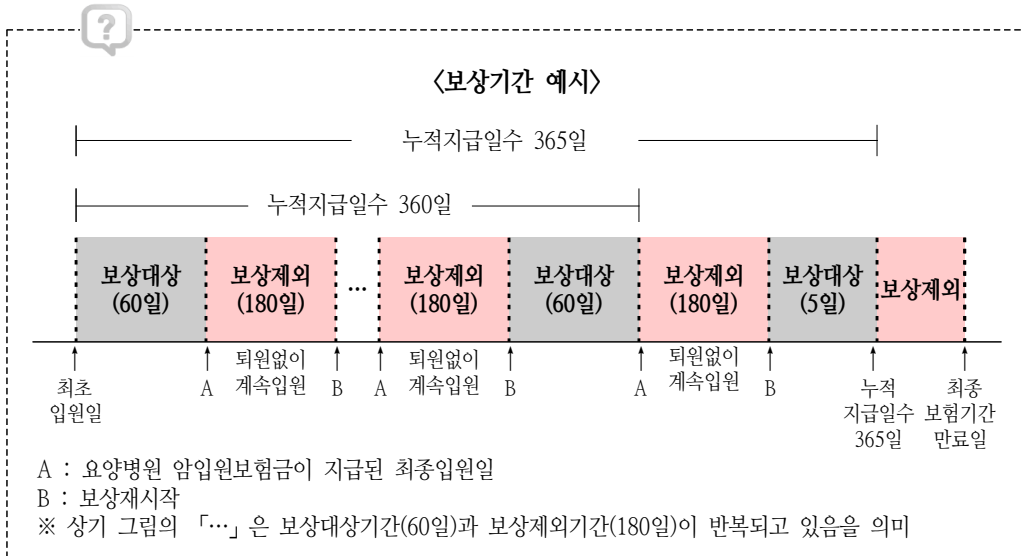 ?
〈보상기간 예시〉
누적지급일수 365일
누적지급일수 360일
보상대상 보상제외 보상제외 보상대상 보상제외 보상대상
(60일) (180일) … (180일) (60일) (180일) (5일) 보상제외
퇴원없이 퇴원없이 퇴원없이
최초 A 계속입원 B A 계속입원 B A 계속입원 B 누적 최종
입원일 지급일수 보험기간
365일 만료일
A : 요양병원 암입원보험금이 지급된 최종입원일
B : 보상재시작
※ 상기 그림의 「…」은 보상대상기간(60일)과 보상제외기간(180일)이 반복되고 있음을 의미